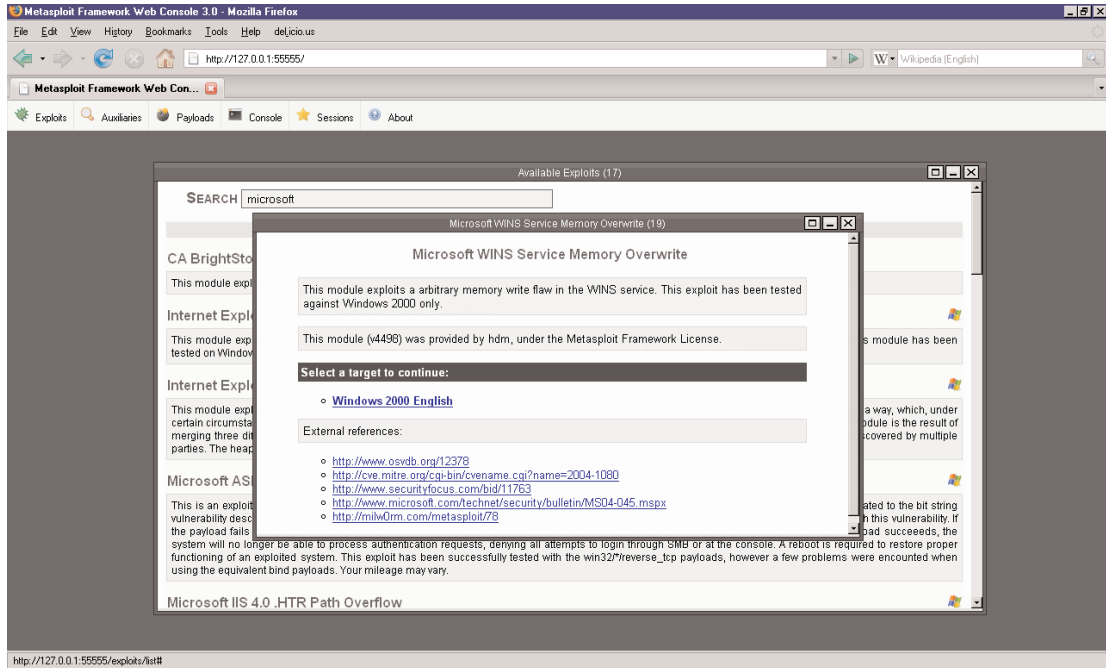 Metasploit Framework Web Console 3.0 - Mozilla Firefox
File Edit View History Bookmarks Tools Help del.icio.us
http://127.0.0.1:55555/
W Wikipedia (English)
Metasploit Framework Web Con...
Exploits Auxiliaries Payloads Console Sessions About
Available Exploits (17)
SEARCH microsoft
Microsoft WINS Service Memory Overwrite (19)
Microsoft WINS Service Memory Overwrite
This module exploits a arbitrary memory write flaw in the WINS service. This exploit has been tested
against Windows 2000 only.
This module (v4498) was provided by hdm, under the Metasploit Framework License.
Select a target to continue:
Windows 2000 English
External references:
http://www.osvdb.org/12378
http://cve.mitre.org/cgi-bin/cvename.cgi?name=2004-1080
http://www.securityfocus.com/bid/11763
http://www.microsoft.com/technet/security/bulletin/MS04-045.mspx
http://milw0rm.com/metasploit/78
CA BrightSto
This module expl
Internet Expl
This module exp
s module has been
tested on Window
Internet Expl
This module expl
a way, which, under
certain circumsta
odule is the result of
merging three dif
covered by multiple
parties. The heap
Microsoft AS
This is an exploit
ated to the bit string
vulnerability desc
h this vulnerability. If
the payload fails
oad succeeds, the
system will no longer be able to process authentication requests, denying all attempts to login through SMB or at the console. A reboot is required to restore proper
functioning of an exploited system. This exploit has been successfully tested with the win32/*/reverse_tcp payloads, however a few problems were encountered when
using the equivalent bind payloads. Your mileage may vary.
Microsoft IIS 4.0 .HTR Path Overflow
http://127.0.0.1:55555/exploits/list#